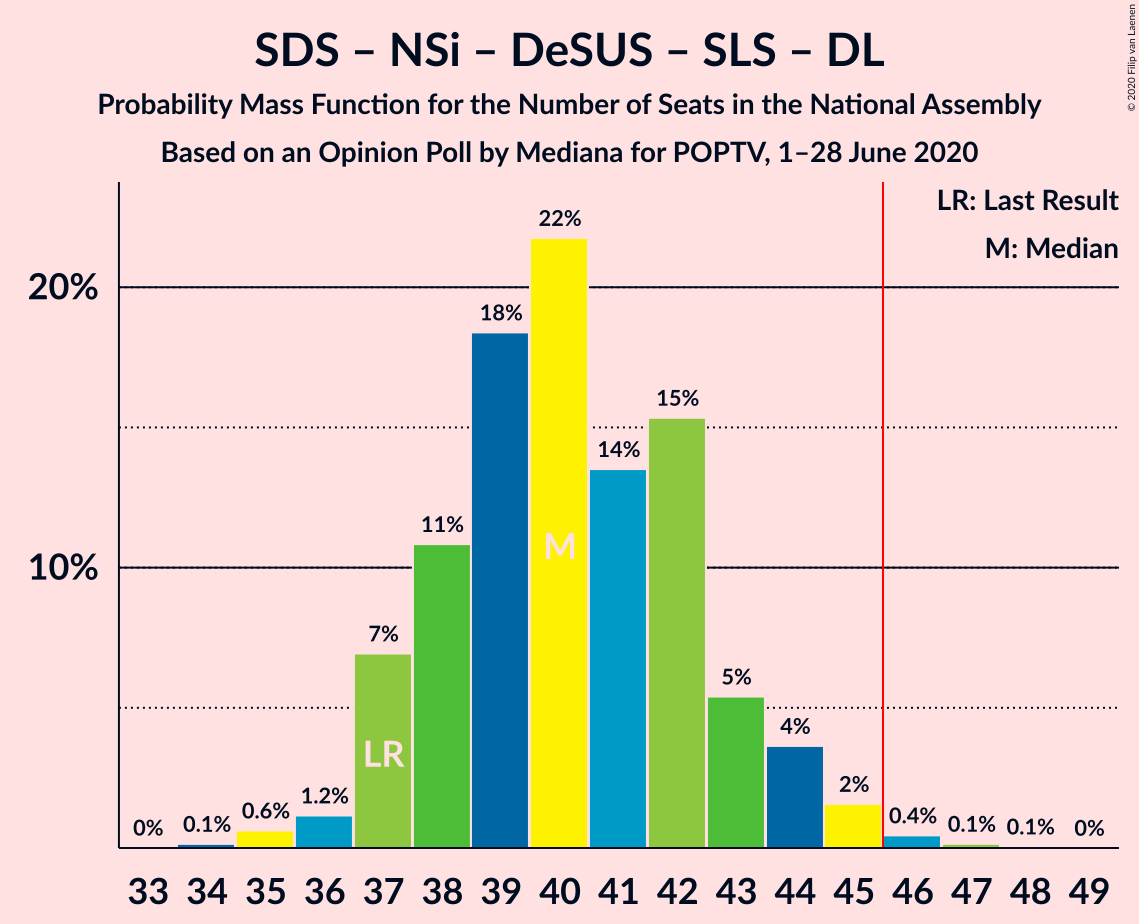 SDS – NSi – DeSUS – SLS – DL
Probability Mass Function for the Number of Seats in the National Assembly
Based on an Opinion Poll by Mediana for POPTV, 1–28 June 2020
© 2020 Filip van Laenen
LR: Last Result
M: Median
20%
10%
0%
0.1%
0.6%
1.2%
7%
11%
18%
22%
14%
15%
5%
4%
2%
0.4%
0.1%
0.1%
0%
LR
M
33 34 35 36 37 38 39 40 41 42 43 44 45 46 47 48 49